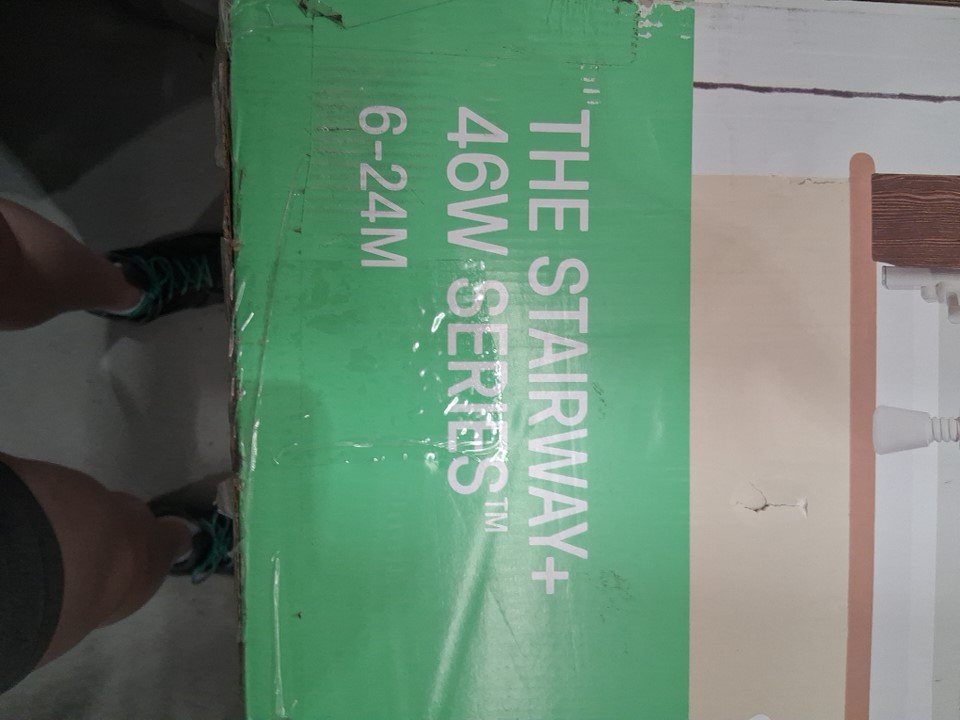 THE STAIRWAY+
46W SERIES™
6-24M